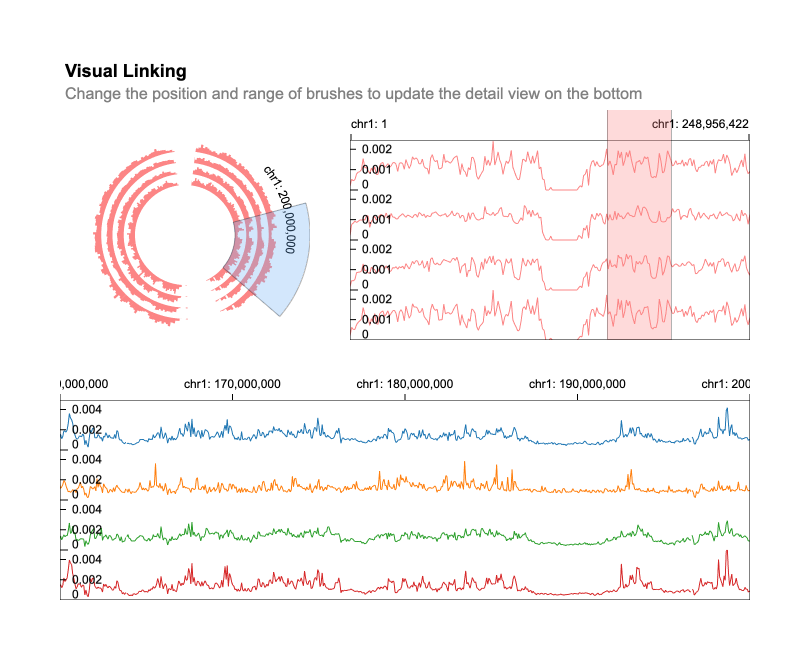 Visual Linking
Change the position and range of brushes to update the detail view on the bottom
chr1: 200,000,000
chr1: 1
chr1: 248,956,422
0.002
0.001
0
0.002
0.001
0
0.002
0.001
0
0.002
0.001
0
0,000,000
chr1: 170,000,000
chr1: 180,000,000
chr1: 190,000,000
chr1: 200
0.004
0.002
0
0.004
0.002
0
0.004
0.002
0
0.004
0.002
0